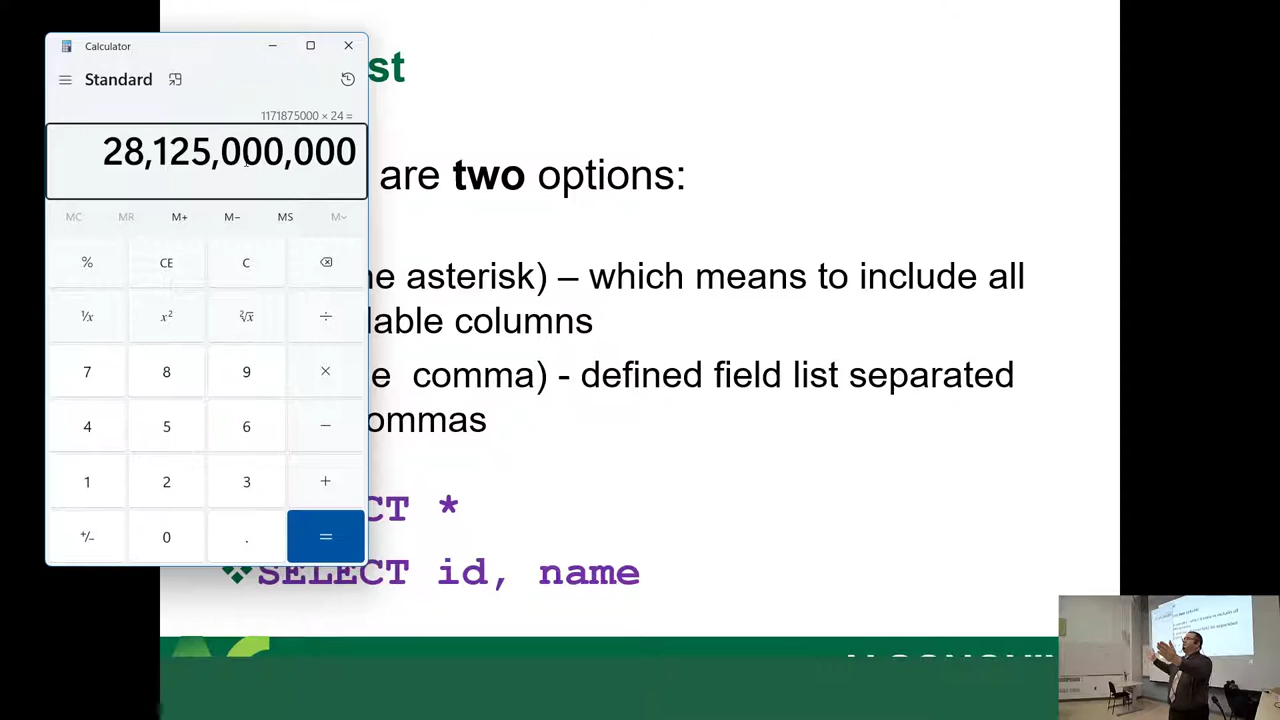 Calculator
Standard
1171875000 × 24 =
28,125,000,000
MC MR M+ M− MS M˅
% CE C
¹/x x² ²√x ÷
7 8 9 ×
4 5 6 −
1 2 3 +
+/− 0 . =
st
are two options:
ne asterisk) – which means to include all
lable columns
e comma) - defined field list separated
ommas
CT *
❖SELECT id, name